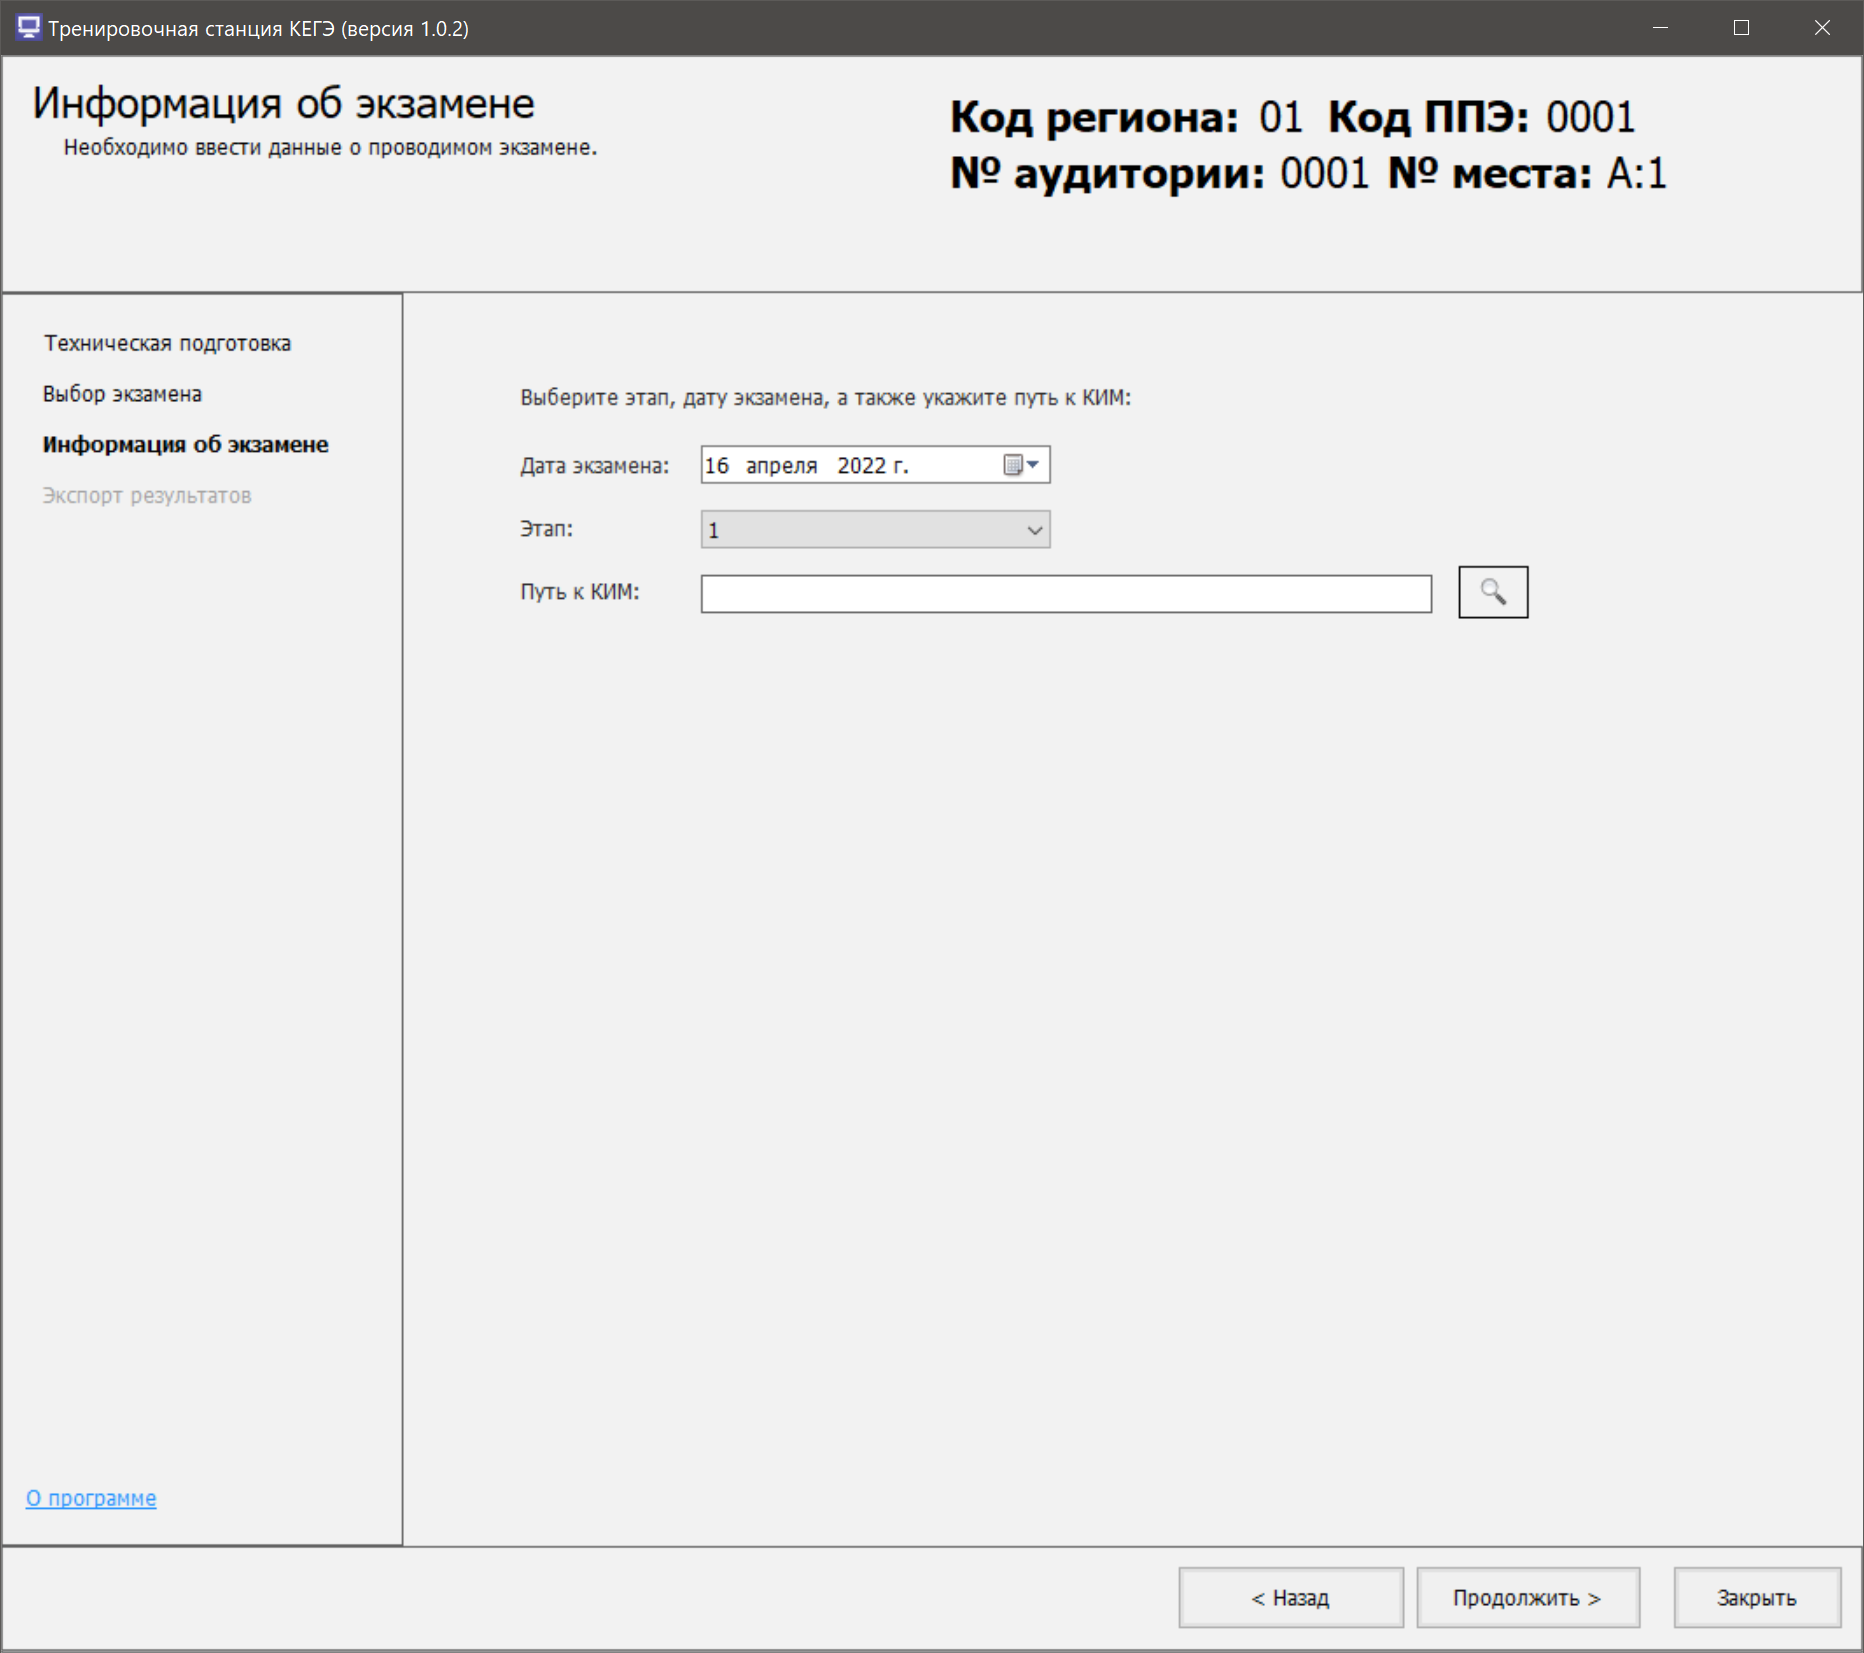 Тренировочная станция КЕГЭ (версия 1.0.2)
Информация об экзамене
Необходимо ввести данные о проводимом экзамене.
Код региона: 01 Код ППЭ: 0001
№ аудитории: 0001 № места: А:1
Техническая подготовка
Выбор экзамена
Информация об экзамене
Экспорт результатов
О программе
Выберите этап, дату экзамена, а также укажите путь к КИМ:
Дата экзамена: 16 апреля 2022 г.
Этап: 1
Путь к КИМ:
< Назад Продолжить > Закрыть